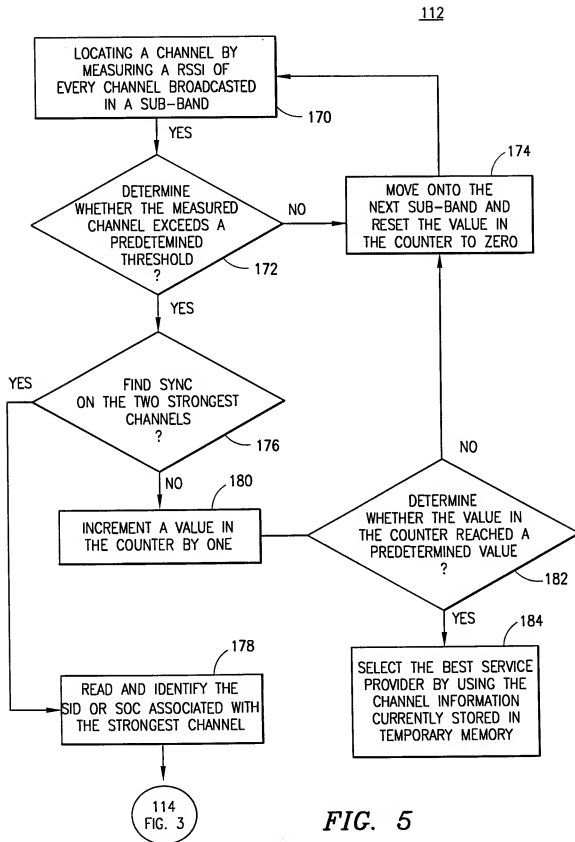 112
LOCATING A CHANNEL BY
MEASURING A RSSI OF
EVERY CHANNEL BROADCASTED
IN A SUB-BAND
170
YES
174
MOVE ONTO THE
NEXT SUB-BAND AND
RESET THE VALUE IN
THE COUNTER TO ZERO
DETERMINE
WHETHER THE MEASURED
CHANNEL EXCEEDS A
PREDETEMINED
THRESHOLD
?
NO
172
YES
YES
FIND SYNC
ON THE TWO STRONGEST
CHANNELS
?
176
NO
180
INCREMENT A VALUE IN
THE COUNTER BY ONE
NO
DETERMINE
WHETHER THE VALUE IN
THE COUNTER REACHED A
PREDETERMINED VALUE
?
182
YES
184
SELECT THE BEST SERVICE
PROVIDER BY USING THE
CHANNEL INFORMATION
CURRENTLY STORED IN
TEMPORARY MEMORY
178
READ AND IDENTIFY THE
SID OR SOC ASSOCIATED WITH
THE STRONGEST CHANNEL
114
FIG. 3
FIG. 5